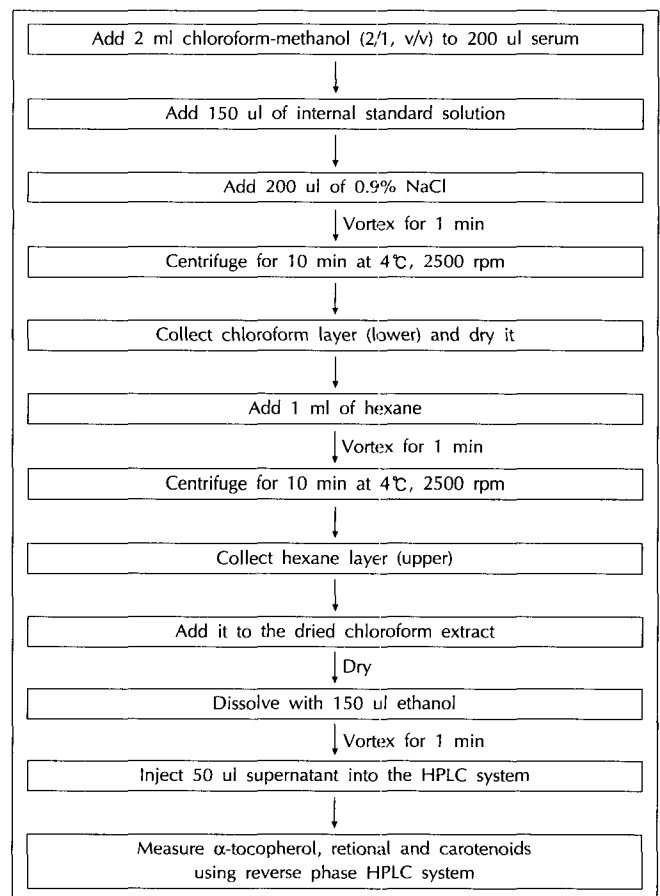 Add 2 ml chloroform-methanol (2/1, v/v) to 200 ul serum
Add 150 ul of internal standard solution
Add 200 ul of 0.9% NaCl
Vortex for 1 min
Centrifuge for 10 min at 4℃, 2500 rpm
Collect chloroform layer (lower) and dry it
Add 1 ml of hexane
Vortex for 1 min
Centrifuge for 10 min at 4℃, 2500 rpm
Collect hexane layer (upper)
Add it to the dried chloroform extract
Dry
Dissolve with 150 ul ethanol
Vortex for 1 min
Inject 50 ul supernatant into the HPLC system
Measure α-tocopherol, retional and carotenoids
using reverse phase HPLC system